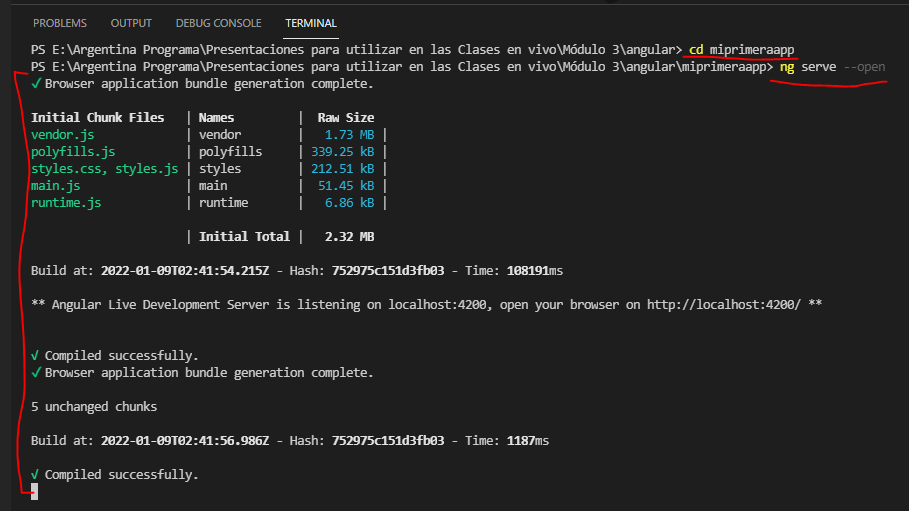 PROBLEMS OUTPUT DEBUG CONSOLE TERMINAL
PS E:\Argentina Programa\Presentaciones para utilizar en las Clases en vivo\Módulo 3\angular> cd miprimeraapp
PS E:\Argentina Programa\Presentaciones para utilizar en las Clases en vivo\Módulo 3\angular\miprimeraapp> ng serve --open
√ Browser application bundle generation complete.
Initial Chunk Files | Names | Raw Size
vendor.js | vendor | 1.73 MB |
polyfills.js | polyfills | 339.25 kB |
styles.css, styles.js | styles | 212.51 kB |
main.js | main | 51.45 kB |
runtime.js | runtime | 6.86 kB |
| Initial Total | 2.32 MB
Build at: 2022-01-09T02:41:54.215Z - Hash: 752975c151d3fb03 - Time: 108191ms
** Angular Live Development Server is listening on localhost:4200, open your browser on http://localhost:4200/ **
√ Compiled successfully.
√ Browser application bundle generation complete.
5 unchanged chunks
Build at: 2022-01-09T02:41:56.986Z - Hash: 752975c151d3fb03 - Time: 1187ms
√ Compiled successfully.